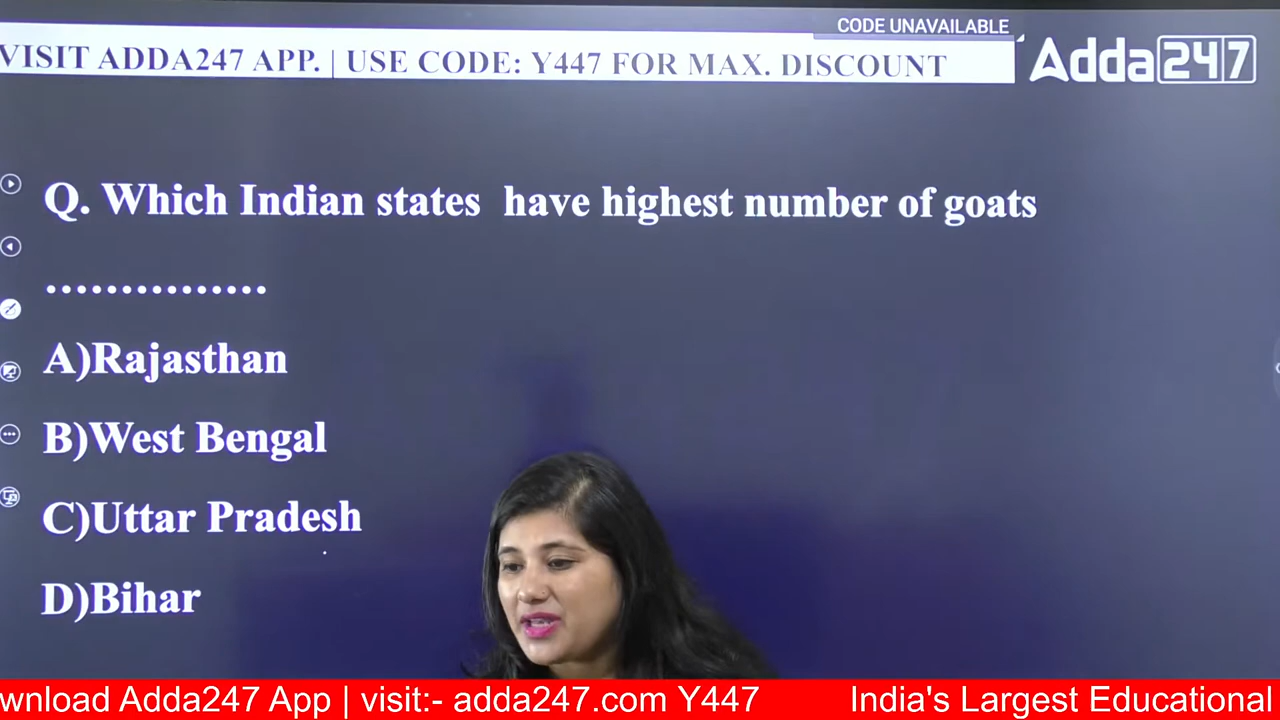 CODE UNAVAILABLE
VISIT ADDA247 APP. | USE CODE: Y447 FOR MAX. DISCOUNT
Adda247
Q. Which Indian states have highest number of goats
...............
A)Rajasthan
B)West Bengal
C)Uttar Pradesh
D)Bihar
wnload Adda247 App | visit:- adda247.com Y447 India's Largest Educational